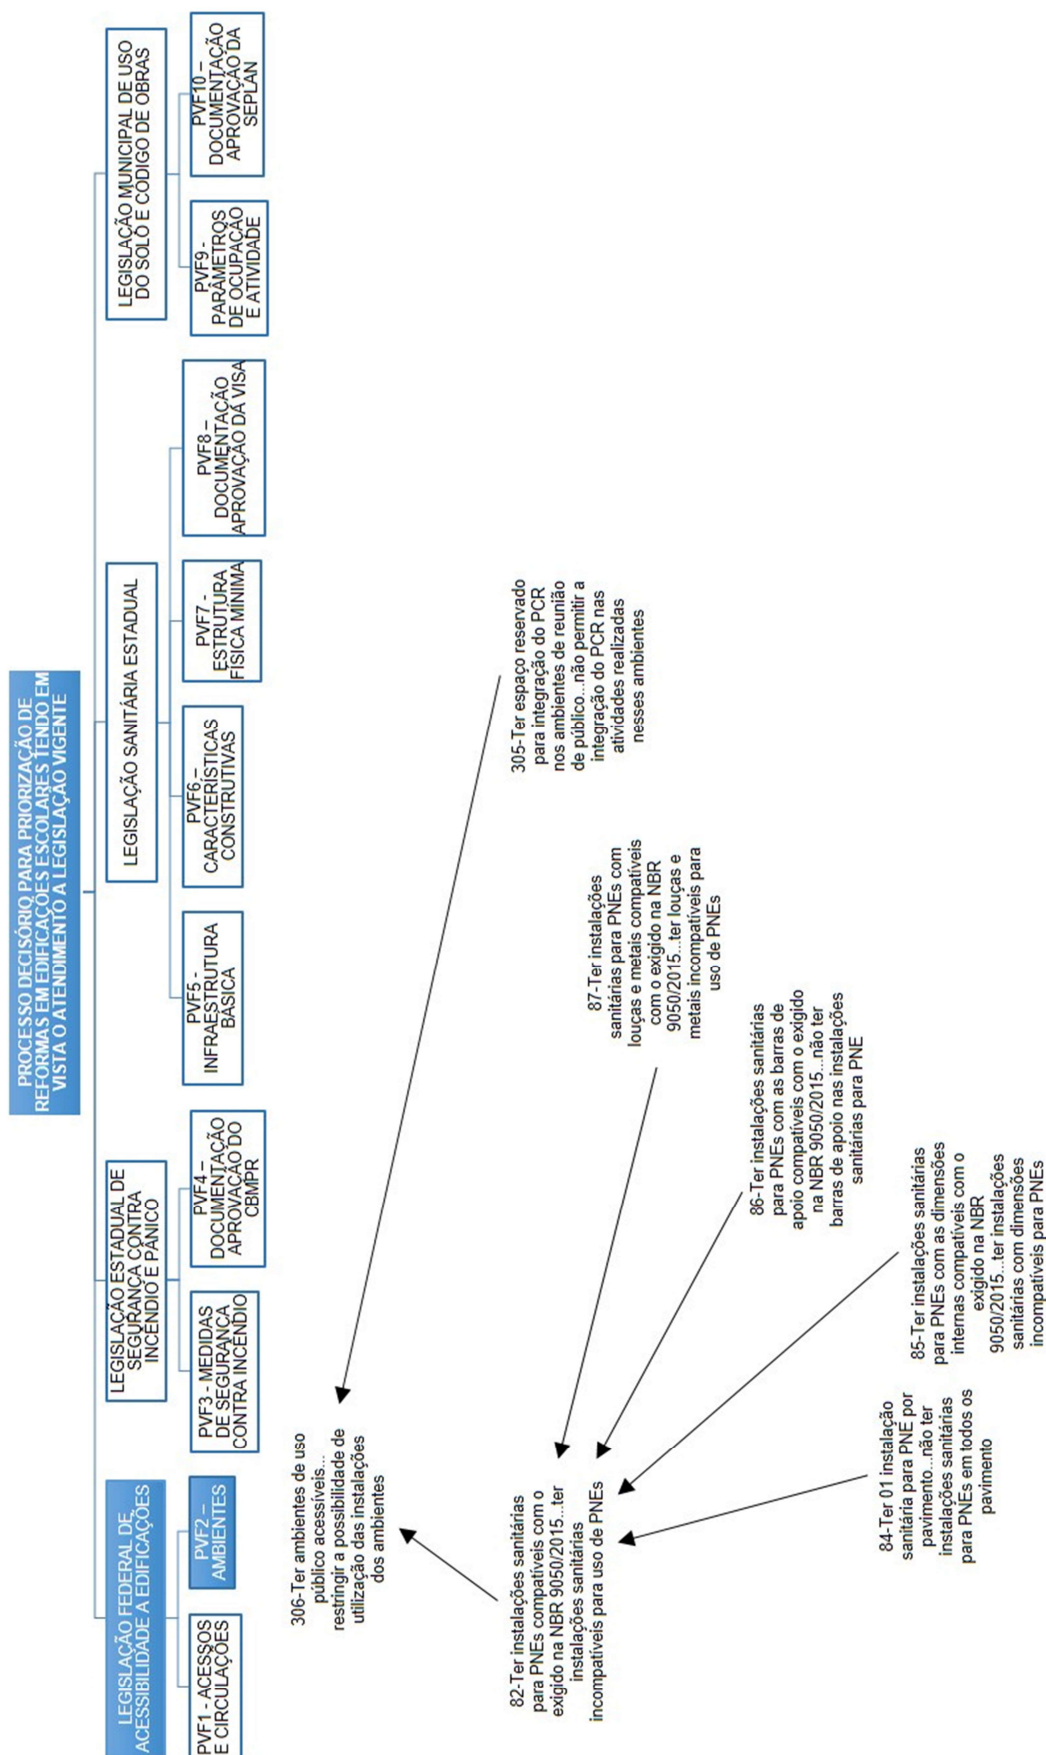 PROCESSO DECISÓRIO PARA PRIORIZAÇÃO DE
REFORMAS EM EDIFICAÇÕES ESCOLARES TENDO EM
VISTA O ATENDIMENTO A LEGISLAÇÃO VIGENTE
LEGISLAÇÃO FEDERAL DE
ACESSIBILIDADE A EDIFICAÇÕES
LEGISLAÇÃO ESTADUAL DE
SEGURANÇA CONTRA
INCÊNDIO E PÂNICO
LEGISLAÇÃO SANITÁRIA ESTADUAL
LEGISLAÇÃO MUNICIPAL DE USO
DO SOLO E CODIGO DE OBRAS
PVF1 - ACESSOS
E CIRCULAÇÕES
PVF2 –
AMBIENTES
PVF3 - MEDIDAS
DE SEGURANÇA
CONTRA INCÊNDIO
PVF4 –
DOCUMENTAÇÃO
APROVAÇÃO DO
CBMPR
PVF5 -
INFRAESTRUTURA
BÁSICA
PVF6 –
CARACTERÍSTICAS
CONSTRUTIVAS
PVF7 -
ESTRUTURA
FÍSICA MÍNIMA
PVF8 –
DOCUMENTAÇÃO
APROVAÇÃO DA VISA
PVF9 -
PARÂMETROS
DE OCUPAÇÃO
E ATIVIDADE
PVF10 –
DOCUMENTAÇÃO
APROVAÇÃO DA
SEPLAN
306-Ter ambientes de uso
público acessíveis...
restringir a possibilidade de
utilização das instalações
dos ambientes
82-Ter instalações sanitárias
para PNEs compatíveis com o
exigido na NBR 9050/2015...ter
instalações sanitárias
incompatíveis para uso de PNEs
305-Ter espaço reservado
para integração do PCR
nos ambientes de reunião
de público...não permitir a
integração do PCR nas
atividades realizadas
nesses ambientes
87-Ter instalações
sanitárias para PNEs com
louças e metais compatíveis
com o exigido na NBR
9050/2015...ter louças e
metais incompatíveis para
uso de PNEs
86-Ter instalações sanitárias
para PNEs com as barras de
apoio compatíveis com o exigido
na NBR 9050/2015...não ter
barras de apoio nas instalações
sanitárias para PNE
85-Ter instalações sanitárias
para PNEs com as dimensões
internas compatíveis com o
exigido na NBR
9050/2015...ter instalações
sanitárias com dimensões
incompatíveis para PNEs
84-Ter 01 instalação
sanitária para PNE por
pavimento...não ter
instalações sanitárias
para PNEs em todos os
pavimento